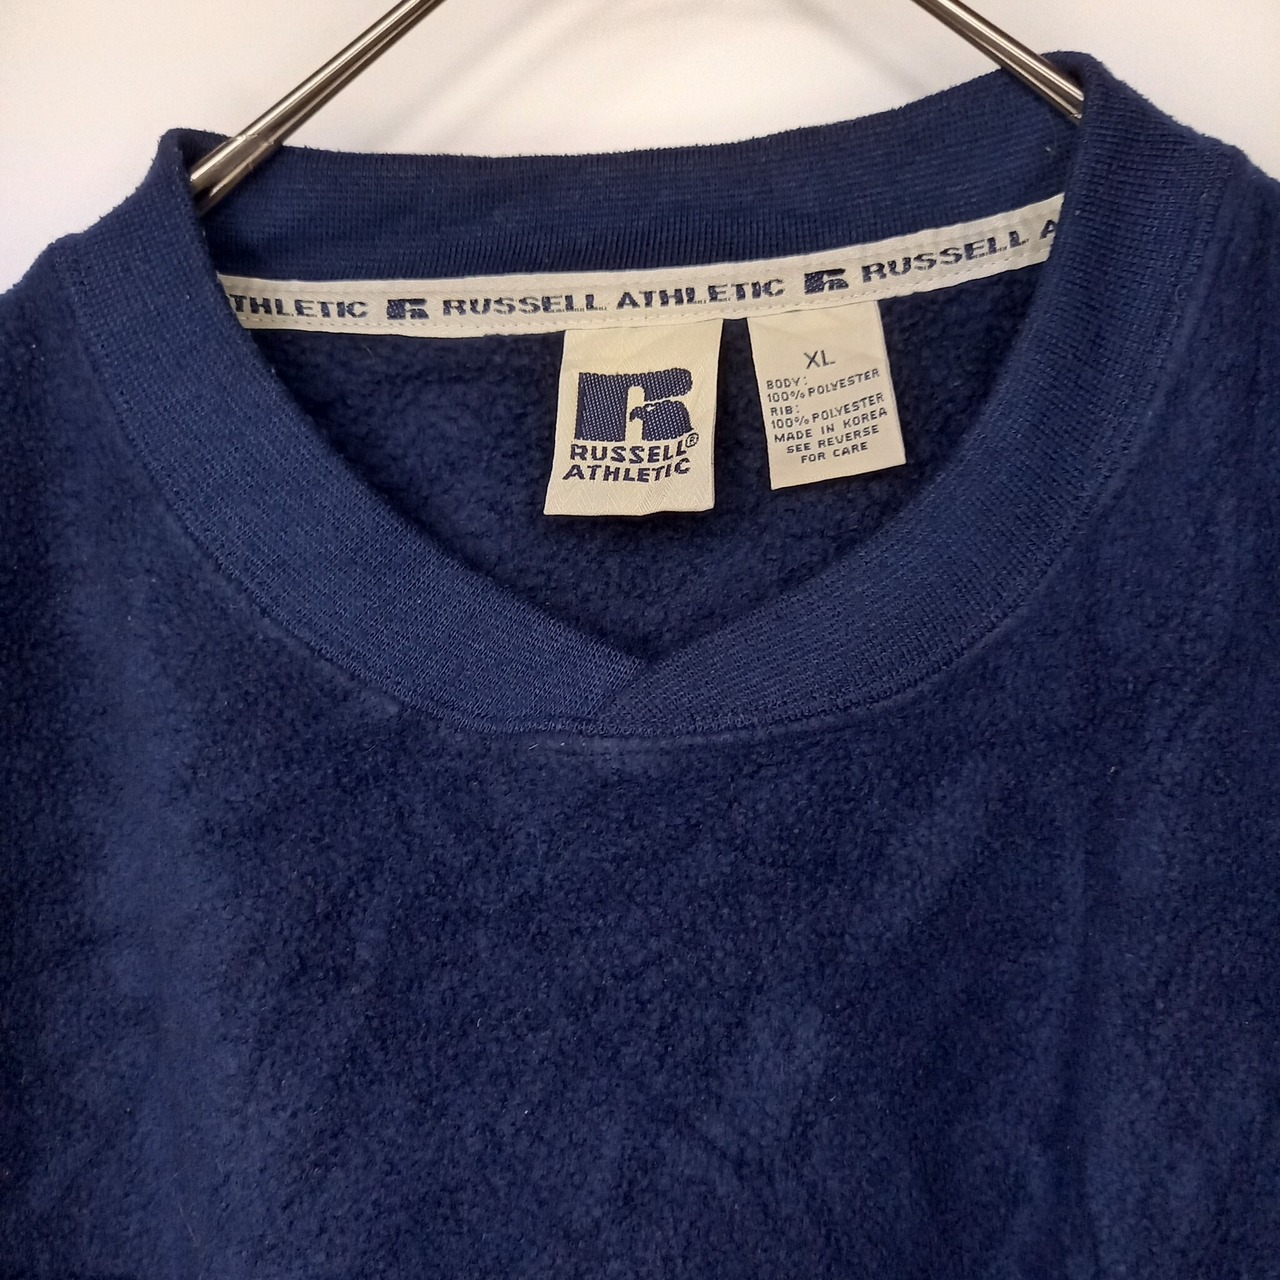 THLETIC R RUSSELL ATHLETIC R RUSSELL A
R
RUSSELL®
ATHLETIC
XL
BODY:
100% POLYESTER
RIB:
100% POLYESTER
MADE IN KOREA
SEE REVERSE
FOR CARE